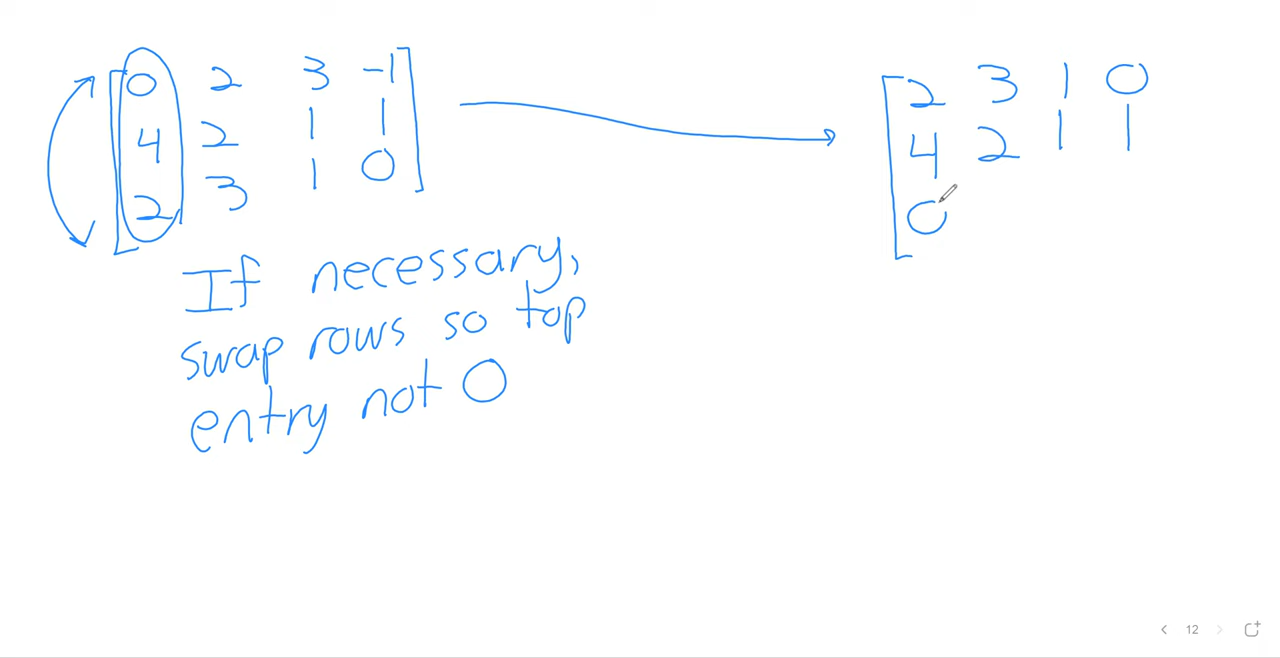 0 2 3 -1
4 2 1 1
2 3 1 0
2 3 1 0
4 2 1 1
0
If necessary,
swap rows so top
entry not 0
12